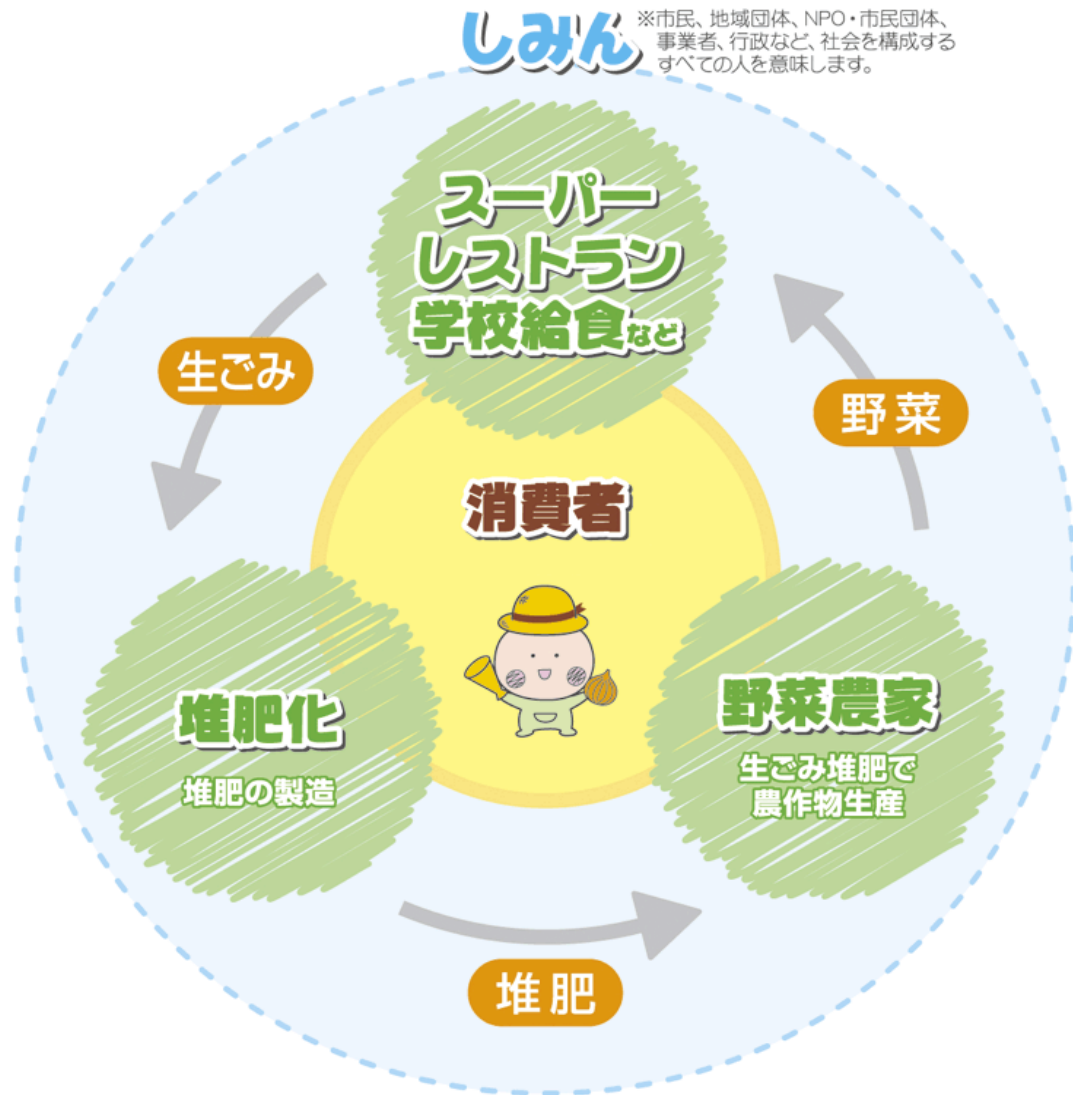 しみん
※市民、地域団体、NPO・市民団体、
事業者、行政など、社会を構成する
すべての人を意味します。
スーパー
レストラン
学校給食など
生ごみ
野菜
消費者
堆肥化
堆肥の製造
野菜農家
生ごみ堆肥で
農作物生産
堆肥